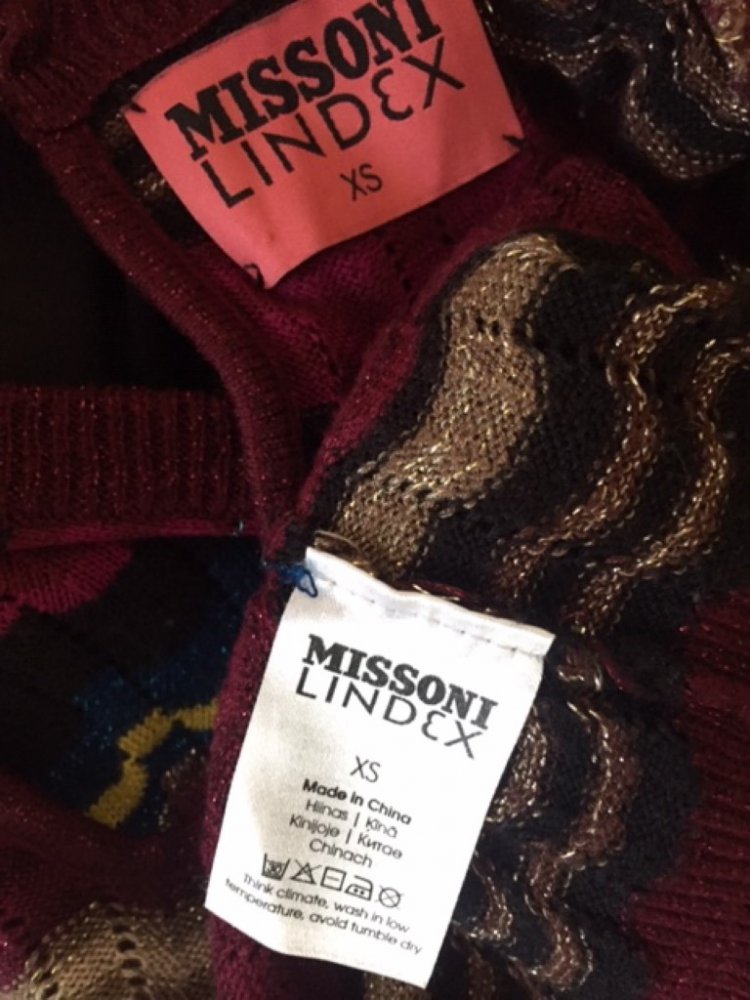 MISSONI
LINDEX
XS
MISSONI
LINDEX
XS
Made in China
Hiinas | Ķīnā
Kinijoje | Китае
Chinach
Think climate, wash in low
temperature, avoid tumble dry